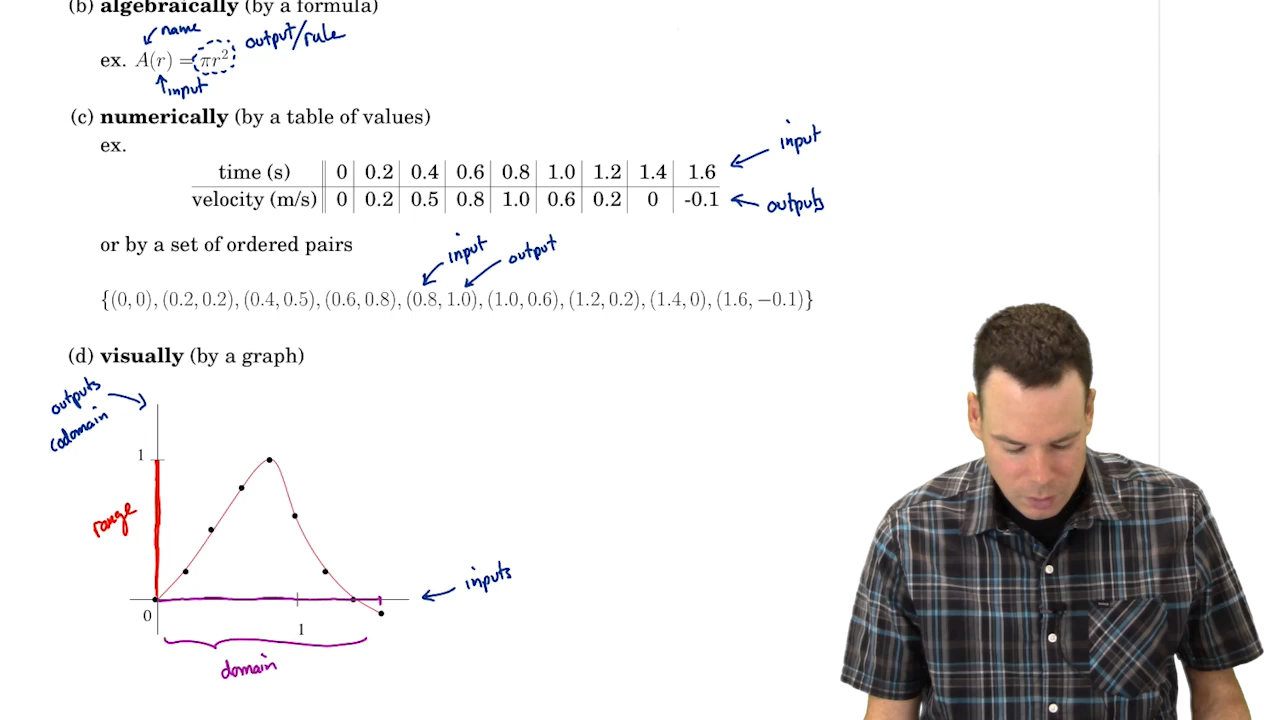 (b) algebraically (by a formula)
name
output/rule
ex. A(r) = πr²
input
(c) numerically (by a table of values)
ex.
input
time (s) 0 0.2 0.4 0.6 0.8 1.0 1.2 1.4 1.6
velocity (m/s) 0 0.2 0.5 0.8 1.0 0.6 0.2 0 -0.1
outputs
or by a set of ordered pairs
input
output
{(0, 0), (0.2, 0.2), (0.4, 0.5), (0.6, 0.8), (0.8, 1.0), (1.0, 0.6), (1.2, 0.2), (1.4, 0), (1.6, −0.1)}
(d) visually (by a graph)
outputs
codomain
1
range
inputs
0
1
domain